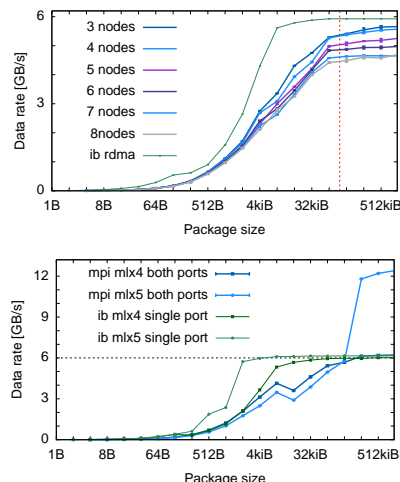 6
3
0
Data rate [GB/s]
3 nodes
4 nodes
5 nodes
6 nodes
7 nodes
8nodes
ib rdma
1B 8B 64B 512B 4kiB 32kiB 512kiB
Package size
12
9
6
3
0
Data rate [GB/s]
mpi mlx4 both ports
mpi mlx5 both ports
ib mlx4 single port
ib mlx5 single port
1B 8B 64B 512B 4kiB 32kiB 512kiB
Package size